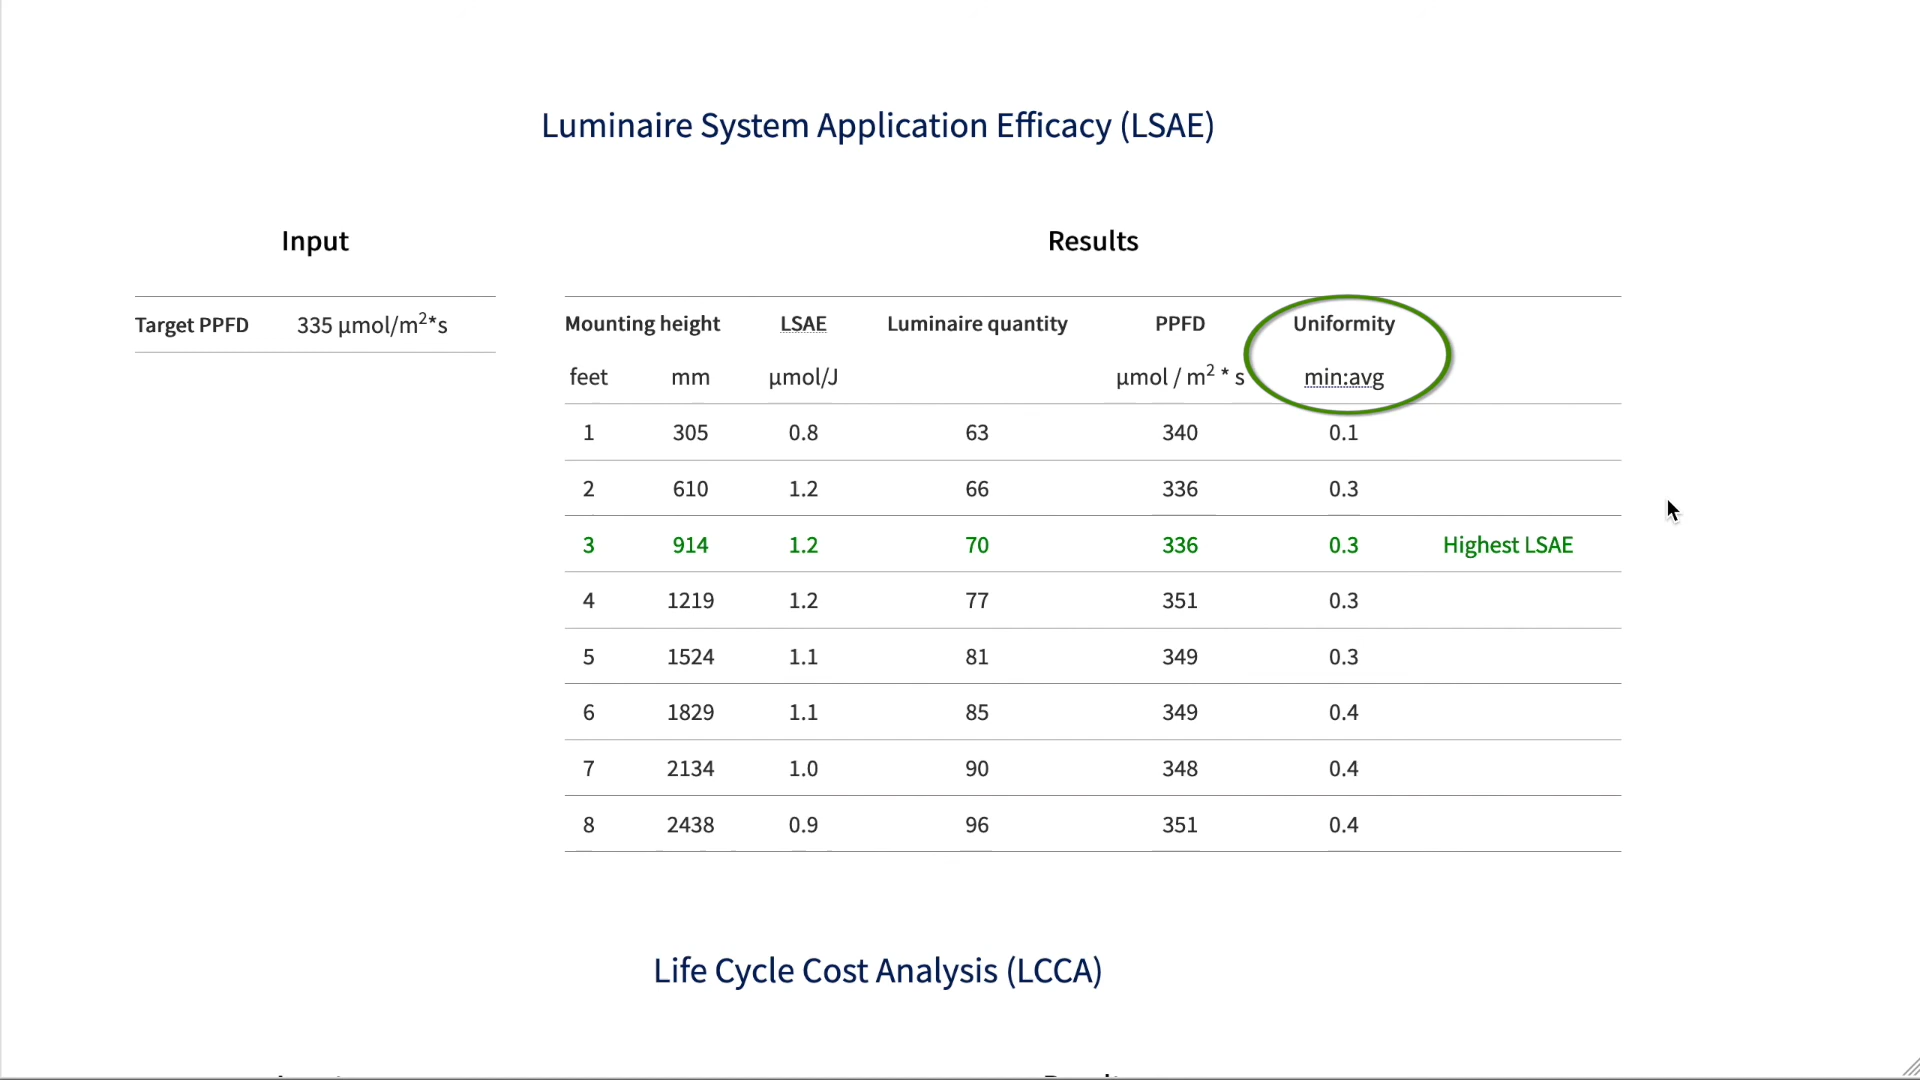 Luminaire System Application Efficacy (LSAE)
Input
Results
Target PPFD 335 µmol/m²*s
Mounting height LSAE Luminaire quantity PPFD Uniformity
feet mm µmol/J µmol / m² * s min:avg
1 305 0.8 63 340 0.1
2 610 1.2 66 336 0.3
3 914 1.2 70 336 0.3 Highest LSAE
4 1219 1.2 77 351 0.3
5 1524 1.1 81 349 0.3
6 1829 1.1 85 349 0.4
7 2134 1.0 90 348 0.4
8 2438 0.9 96 351 0.4
Life Cycle Cost Analysis (LCCA)